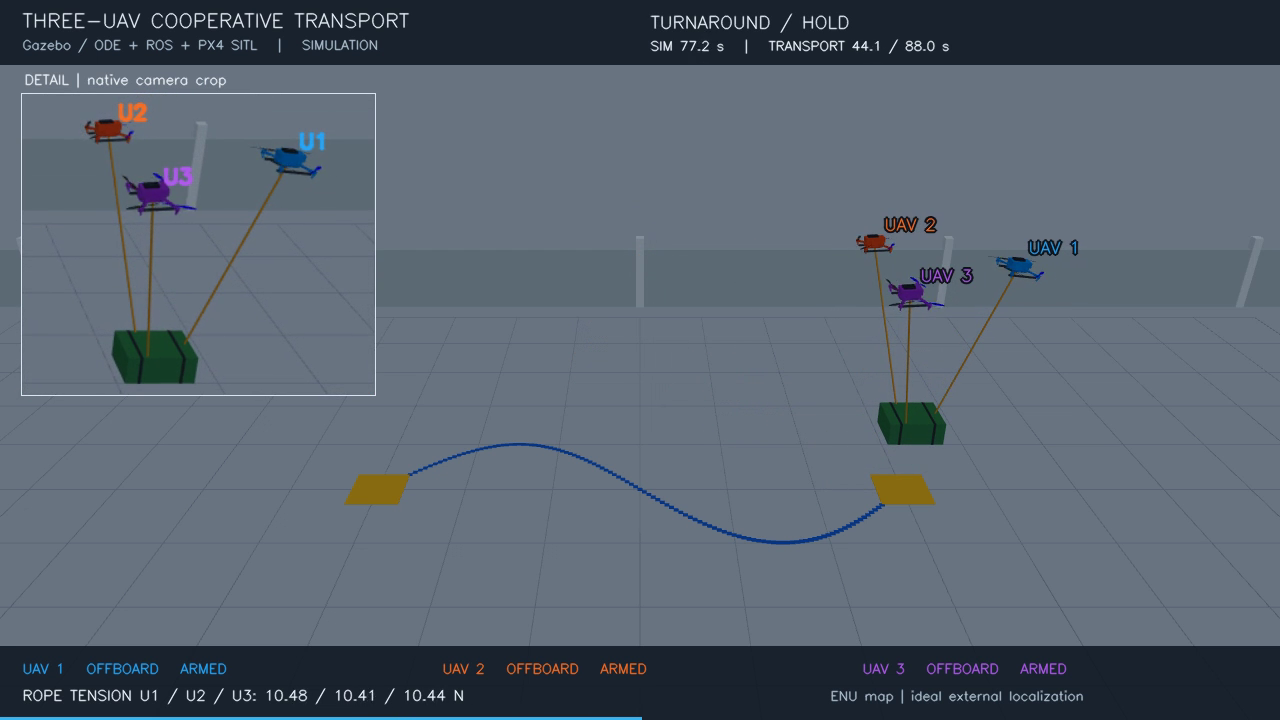 THREE-UAV COOPERATIVE TRANSPORT
Gazebo / ODE + ROS + PX4 SITL | SIMULATION
TURNAROUND / HOLD
SIM 77.2 s | TRANSPORT 44.1 / 88.0 s
DETAIL | native camera crop
U2
U1
U3
UAV 2
UAV 1
UAV 3
UAV 1 OFFBOARD ARMED
UAV 2 OFFBOARD ARMED
UAV 3 OFFBOARD ARMED
ROPE TENSION U1 / U2 / U3: 10.48 / 10.41 / 10.44 N
ENU map | ideal external localization